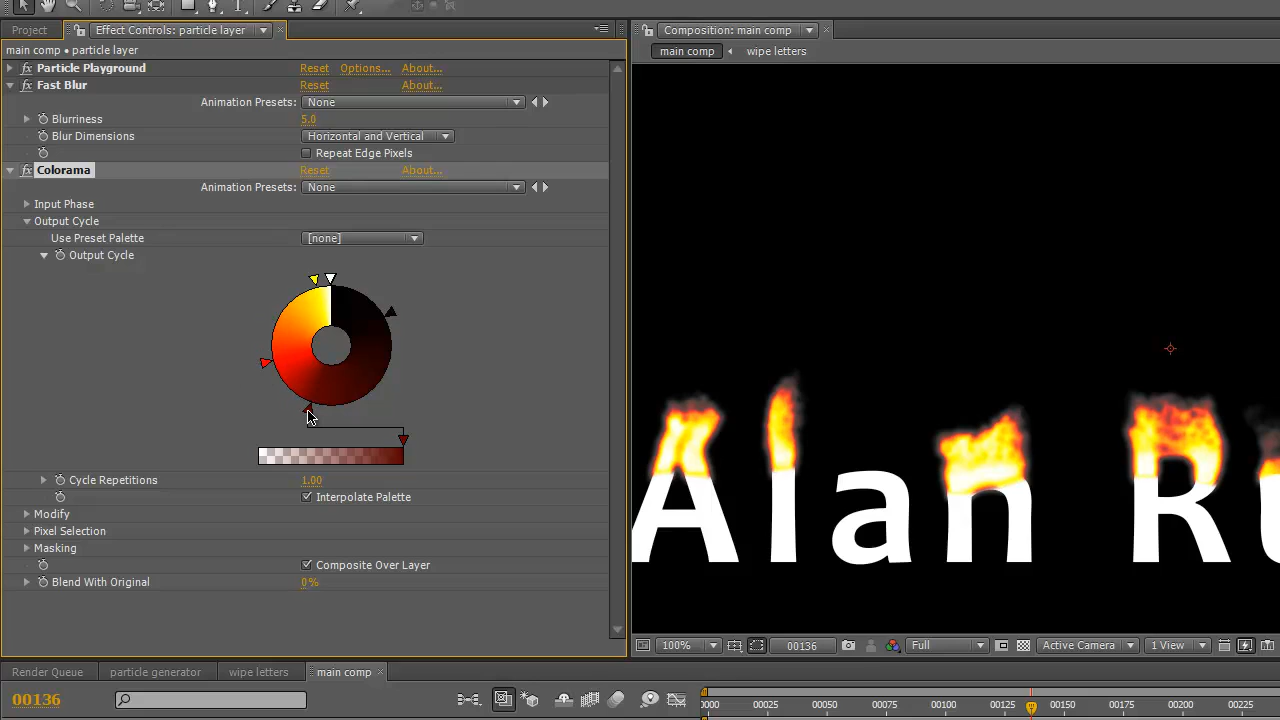 Project
Effect Controls: particle layer
Composition: main comp
main comp • particle layer
main comp
wipe letters
fx Particle Playground Reset Options... About...
fx Fast Blur Reset About...
Animation Presets: None
Blurriness 5.0
Blur Dimensions Horizontal and Vertical
Repeat Edge Pixels
fx Colorama Reset About...
Animation Presets: None
Input Phase
Output Cycle
Use Preset Palette [none]
Output Cycle
Cycle Repetitions 1.00
Interpolate Palette
Modify
Pixel Selection
Masking
Composite Over Layer
Blend With Original 0%
Alan Ru
100% 00136 Full Active Camera 1 View
Render Queue particle generator wipe letters main comp
00136
0000 00025 00050 00075 00100 00125 00150 00175 00200 00225